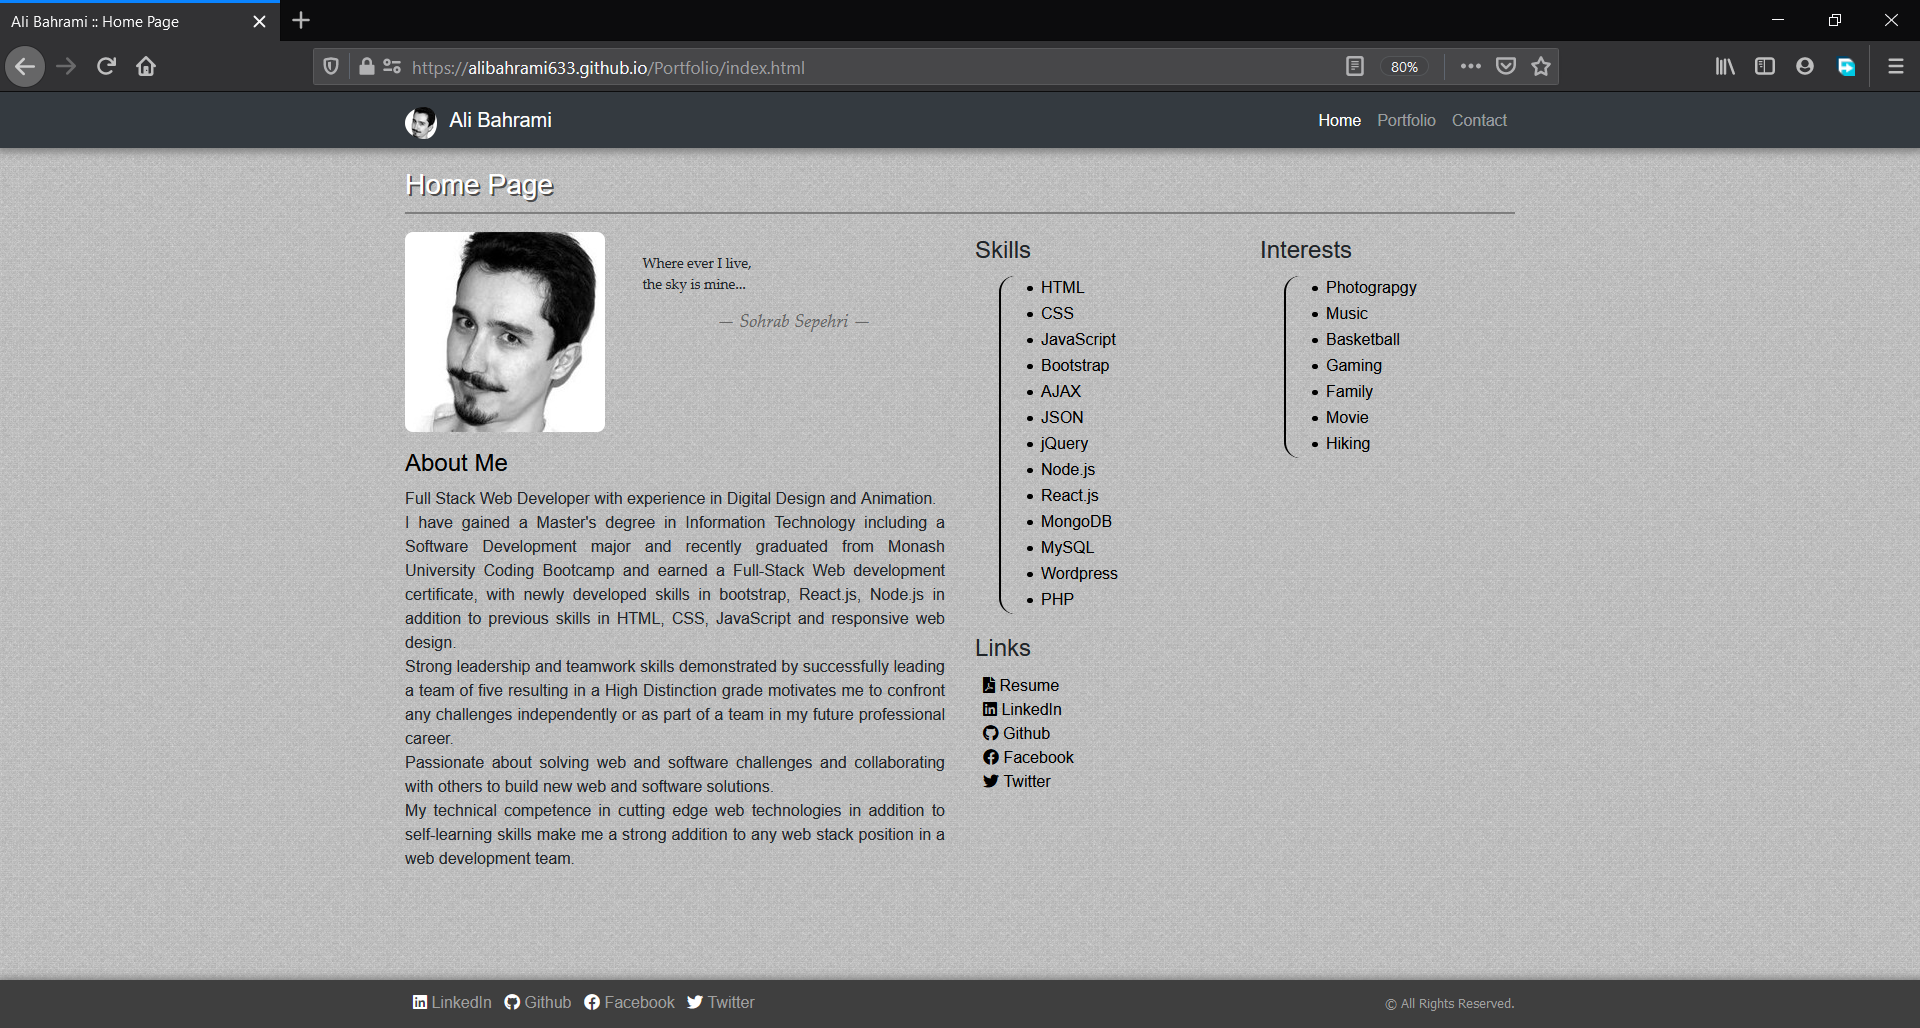 Ali Bahrami :: Home Page
https://alibahrami633.github.io/Portfolio/index.html
80%
Ali Bahrami
Home Portfolio Contact
Home Page
Where ever I live,
the sky is mine...
— Sohrab Sepehri —
About Me
Full Stack Web Developer with experience in Digital Design and Animation.
I have gained a Master's degree in Information Technology including a
Software Development major and recently graduated from Monash
University Coding Bootcamp and earned a Full-Stack Web development
certificate, with newly developed skills in bootstrap, React.js, Node.js in
addition to previous skills in HTML, CSS, JavaScript and responsive web
design.
Strong leadership and teamwork skills demonstrated by successfully leading
a team of five resulting in a High Distinction grade motivates me to confront
any challenges independently or as part of a team in my future professional
career.
Passionate about solving web and software challenges and collaborating
with others to build new web and software solutions.
My technical competence in cutting edge web technologies in addition to
self-learning skills make me a strong addition to any web stack position in a
web development team.
Skills
• HTML
• CSS
• JavaScript
• Bootstrap
• AJAX
• JSON
• jQuery
• Node.js
• React.js
• MongoDB
• MySQL
• Wordpress
• PHP
Links
Resume
LinkedIn
Github
Facebook
Twitter
Interests
• Photograpgy
• Music
• Basketball
• Gaming
• Family
• Movie
• Hiking
LinkedIn Github Facebook Twitter
© All Rights Reserved.